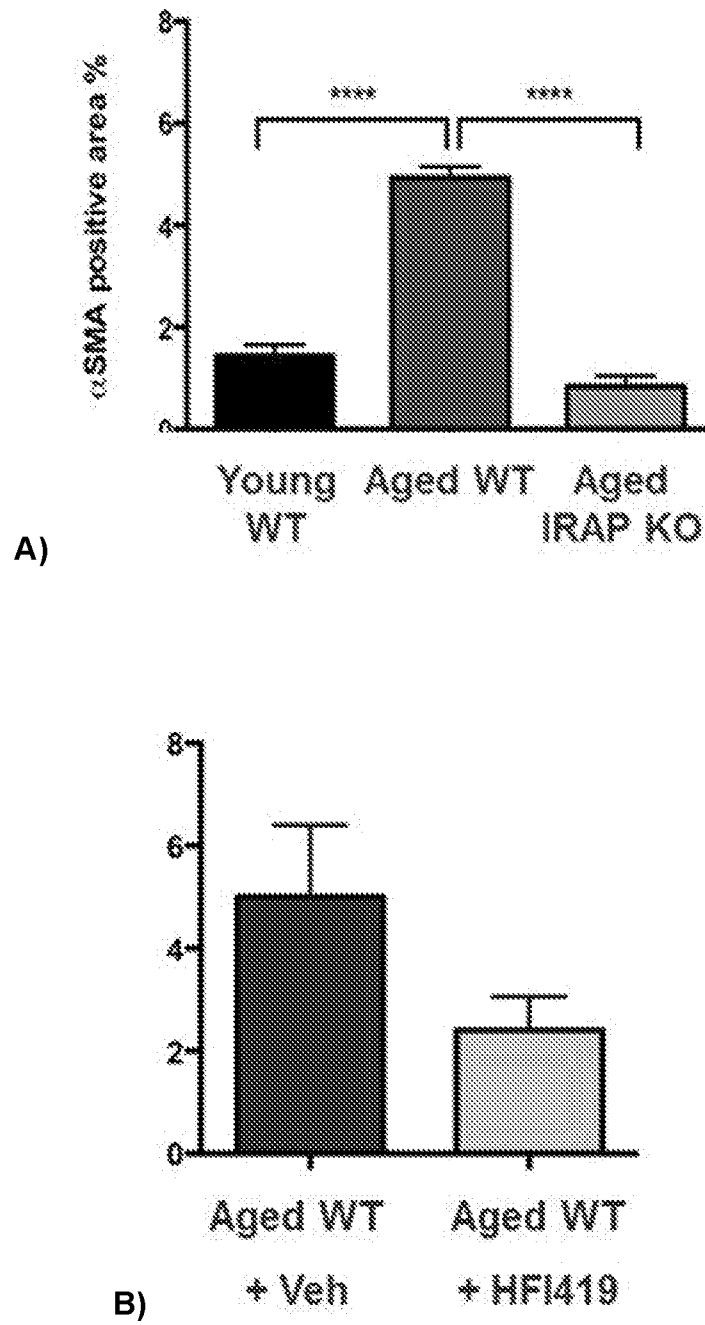 8
6
4
2
0
αSMA positive area %
****
****
Young WT
Aged WT
Aged IRAP KO
A)
8
6
4
2
0
Aged WT + Veh
Aged WT + HFI419
B)